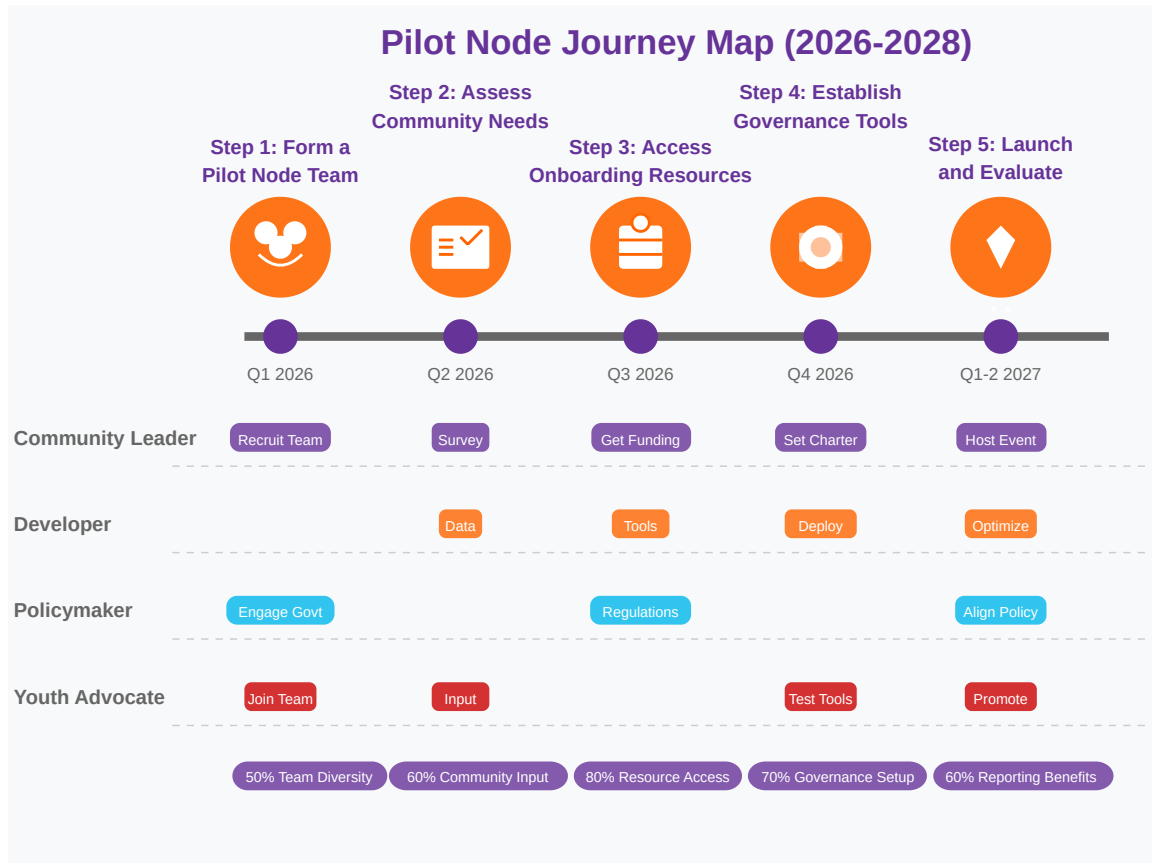 Pilot Node Journey Map (2026-2028)
Step 1: Form a
Pilot Node Team
Step 2: Assess
Community Needs
Step 3: Access
Onboarding Resources
Step 4: Establish
Governance Tools
Step 5: Launch
and Evaluate
Q1 2026
Q2 2026
Q3 2026
Q4 2026
Q1-2 2027
Community Leader
Recruit Team
Survey
Get Funding
Set Charter
Host Event
Developer
Data
Tools
Deploy
Optimize
Policymaker
Engage Govt
Regulations
Align Policy
Youth Advocate
Join Team
Input
Test Tools
Promote
50% Team Diversity
60% Community Input
80% Resource Access
70% Governance Setup
60% Reporting Benefits